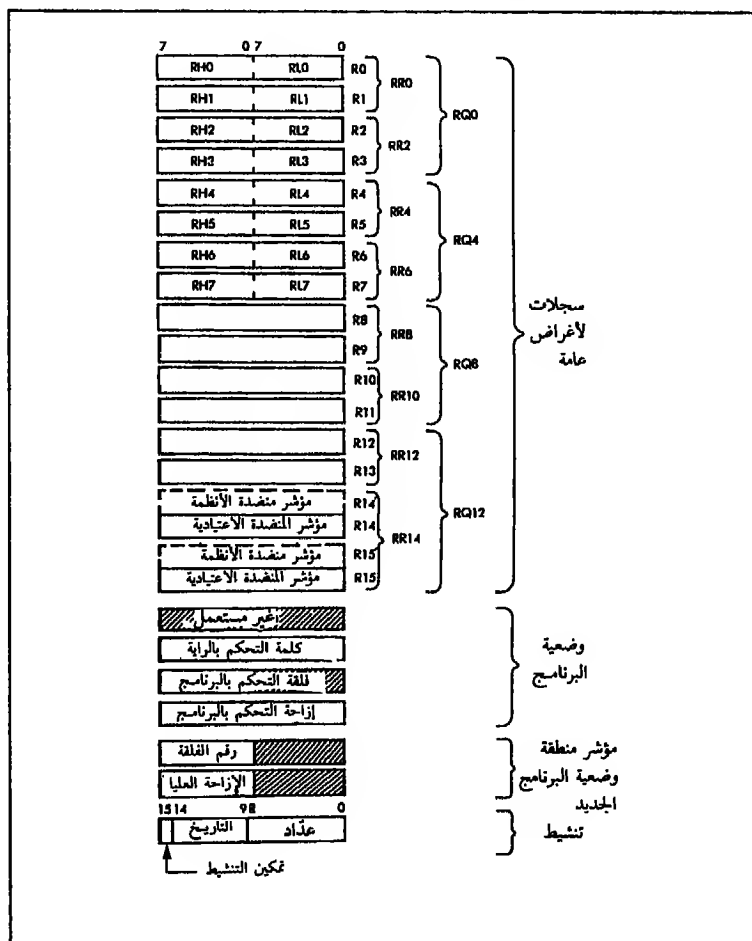 7 0 7 0
RH0 RL0 R0
RH1 RL1 R1
RR0
RH2 RL2 R2
RH3 RL3 R3
RR2
RQ0
RH4 RL4 R4
RH5 RL5 R5
RR4
RH6 RL6 R6
RH7 RL7 R7
RR6
RQ4
R8
R9
RR8
R10
R11
RR10
RQ8
R12
R13
RR12
مؤشر منضدة الأنظمة R14
مؤشر المنضدة الاعتيادية R14
مؤشر منضدة الأنظمة R15
مؤشر المنضدة الاعتيادية R15
RR14
RQ12
سجلات
لأغراض
عامة
غير مستعمل
كلمة التحكم بالراية
فلقة التحكم بالبرنامج
إزاحة التحكم بالبرنامج
وضعية
البرنامج
رقم الفلقة
الإزاحة العليا
مؤشر منطقة
وضعية البرنامج
الجديد
15 14 9 8 0
التاريخ عدّاد
تنشيط
تمكين التنشيط